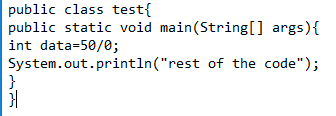 public class test{
public static void main(String[] args){
int data=50/0;
System.out.println("rest of the code");
}
}